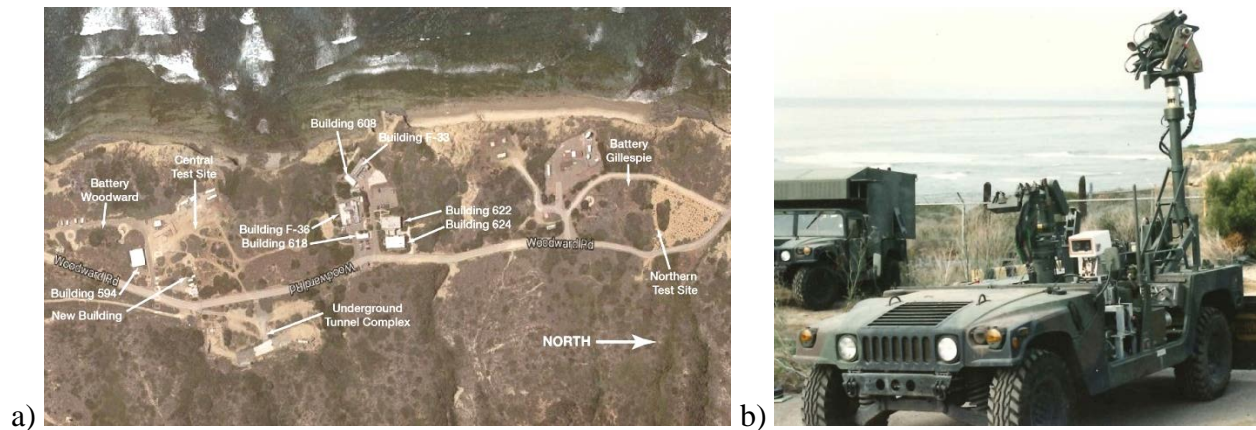 Building 608
Building F-33
Central
Test Site
Battery
Woodward
Battery
Gillespie
Building F-36
Building 618
Building 622
Building 624
Woodward Rd
Woodward Rd
Woodward Rd
Building 594
New Building
Underground
Tunnel Complex
Northern
Test Site
NORTH
a)
b)